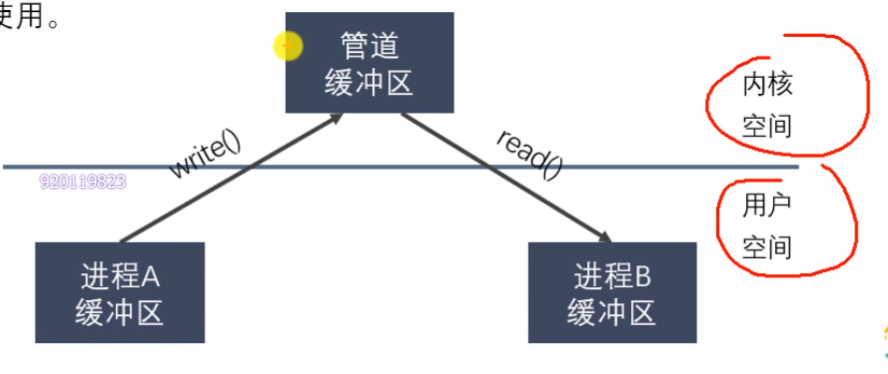 使用。
管道
缓冲区
内核
空间
write()
read()
920119823
用户
空间
进程A
缓冲区
进程B
缓冲区